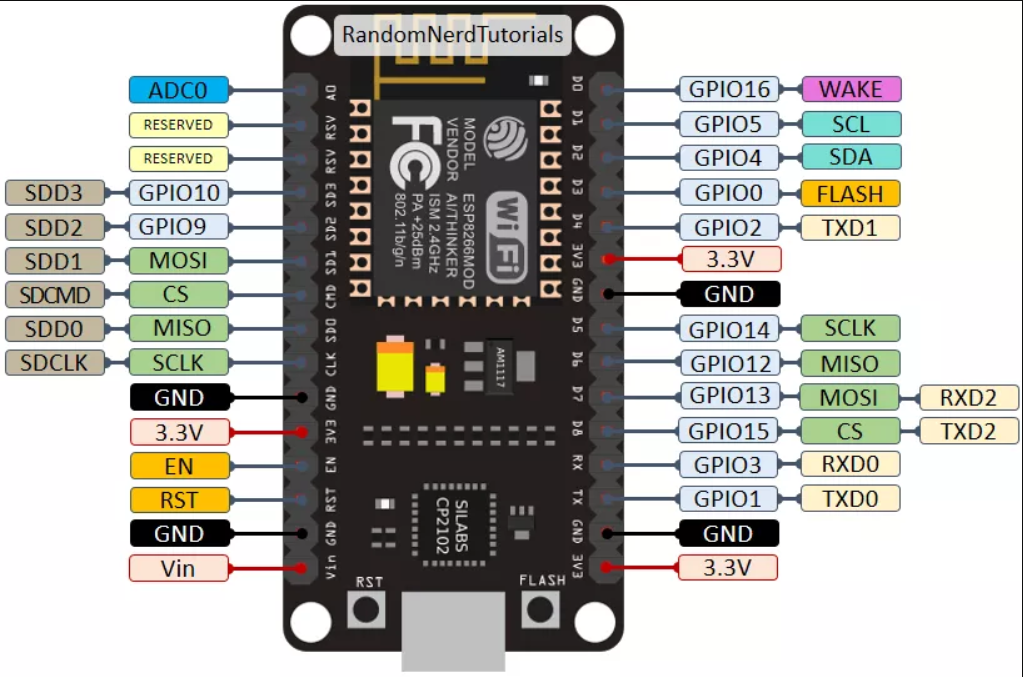 RandomNerdTutorials
ADC0
RESERVED
RESERVED
SDD3 GPIO10
SDD2 GPIO9
SDD1 MOSI
SDCMD CS
SDD0 MISO
SDCLK SCLK
GND
3.3V
EN
RST
GND
Vin
A0
RSV
RSV
SD3
SD2
SD1
CMD
SD0
CLK
GND
3V3
EN
RST
GND
Vin
MODEL
VENDOR
ESP8266MOD
AI/THINKER
ISM 2.4GHz
PA +25dBm
802.11b/g/n
FC
Wi Fi
AM1117
SILABS
CP2102
RST
FLASH
D0
D1
D2
D3
D4
3V3
GND
D5
D6
D7
D8
RX
TX
GND
3V3
GPIO16 WAKE
GPIO5 SCL
GPIO4 SDA
GPIO0 FLASH
GPIO2 TXD1
3.3V
GND
GPIO14 SCLK
GPIO12 MISO
GPIO13 MOSI RXD2
GPIO15 CS TXD2
GPIO3 RXD0
GPIO1 TXD0
GND
3.3V